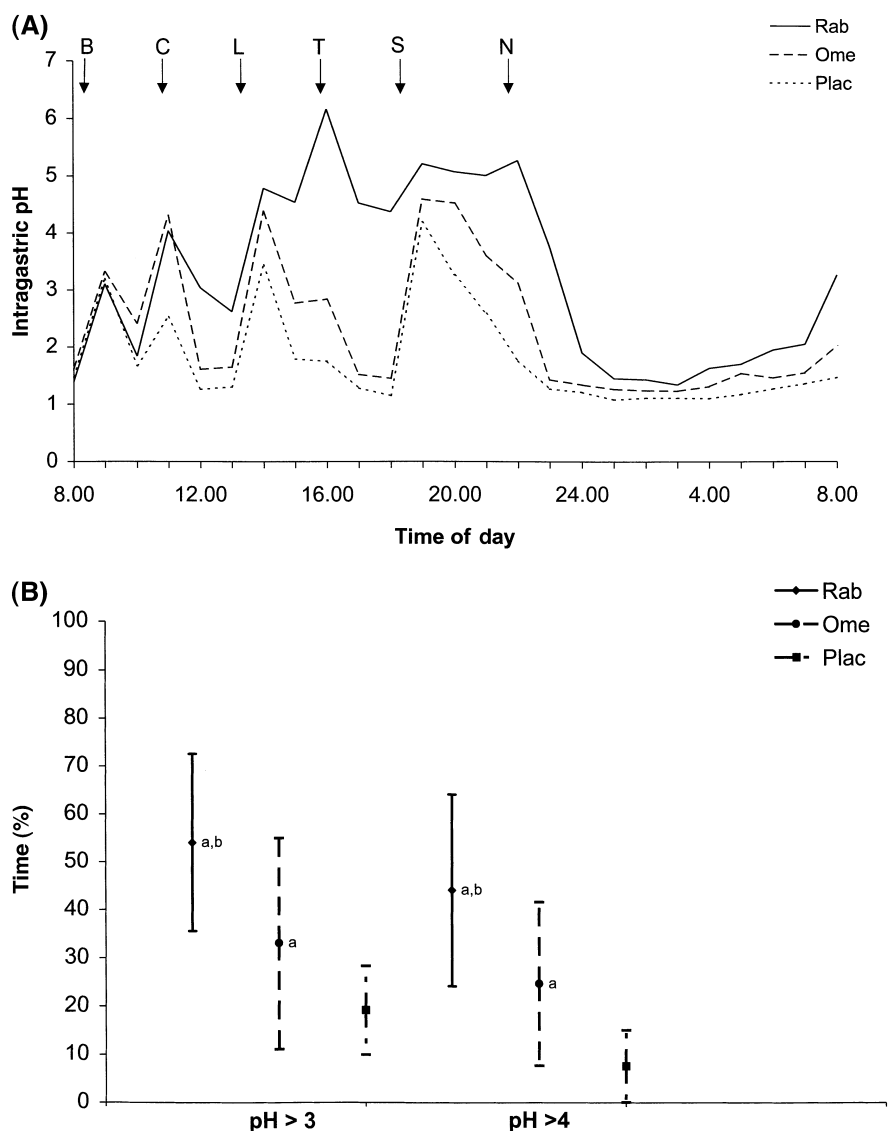 (A)
B C L T S N
Rab
Ome
Plac
7
6
5
4
3
2
1
0
Intragastric pH
8.00 12.00 16.00 20.00 24.00 4.00 8.00
Time of day
(B)
Rab
Ome
Plac
100
90
80
70
60
50
40
30
20
10
0
Time (%)
a,b
a
a,b
a
pH > 3 pH >4